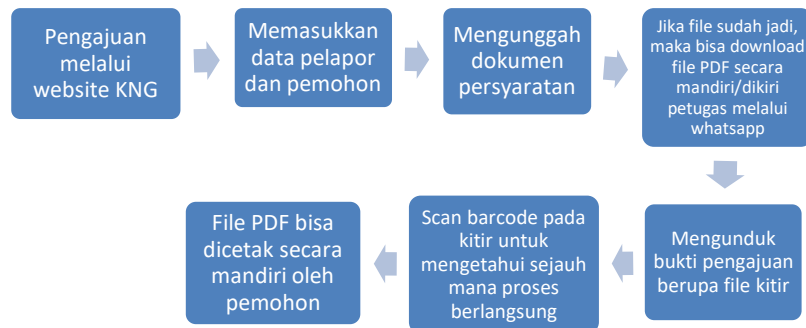 Pengajuan
melalui
website KNG
Memasukkan
data pelapor
dan pemohon
Mengunggah
dokumen
persyaratan
Jika file sudah jadi,
maka bisa download
file PDF secara
mandiri/dikiri
petugas melalui
whatsapp
Mengunduk
bukti pengajuan
berupa file kitir
Scan barcode pada
kitir untuk
mengetahui sejauh
mana proses
berlangsung
File PDF bisa
dicetak secara
mandiri oleh
pemohon